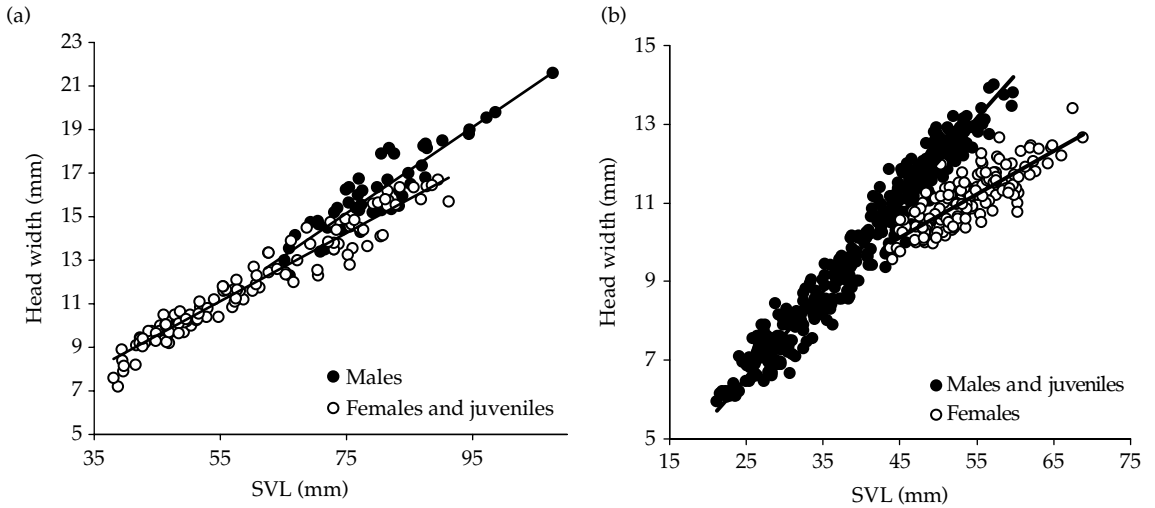 (a)
23
21
19
17
15
13
11
9
7
5
Head width (mm)
35 55 75 95
SVL (mm)
Males
Females and juveniles
(b)
15
13
11
9
7
5
Head width (mm)
15 25 35 45 55 65 75
SVL (mm)
Males and juveniles
Females